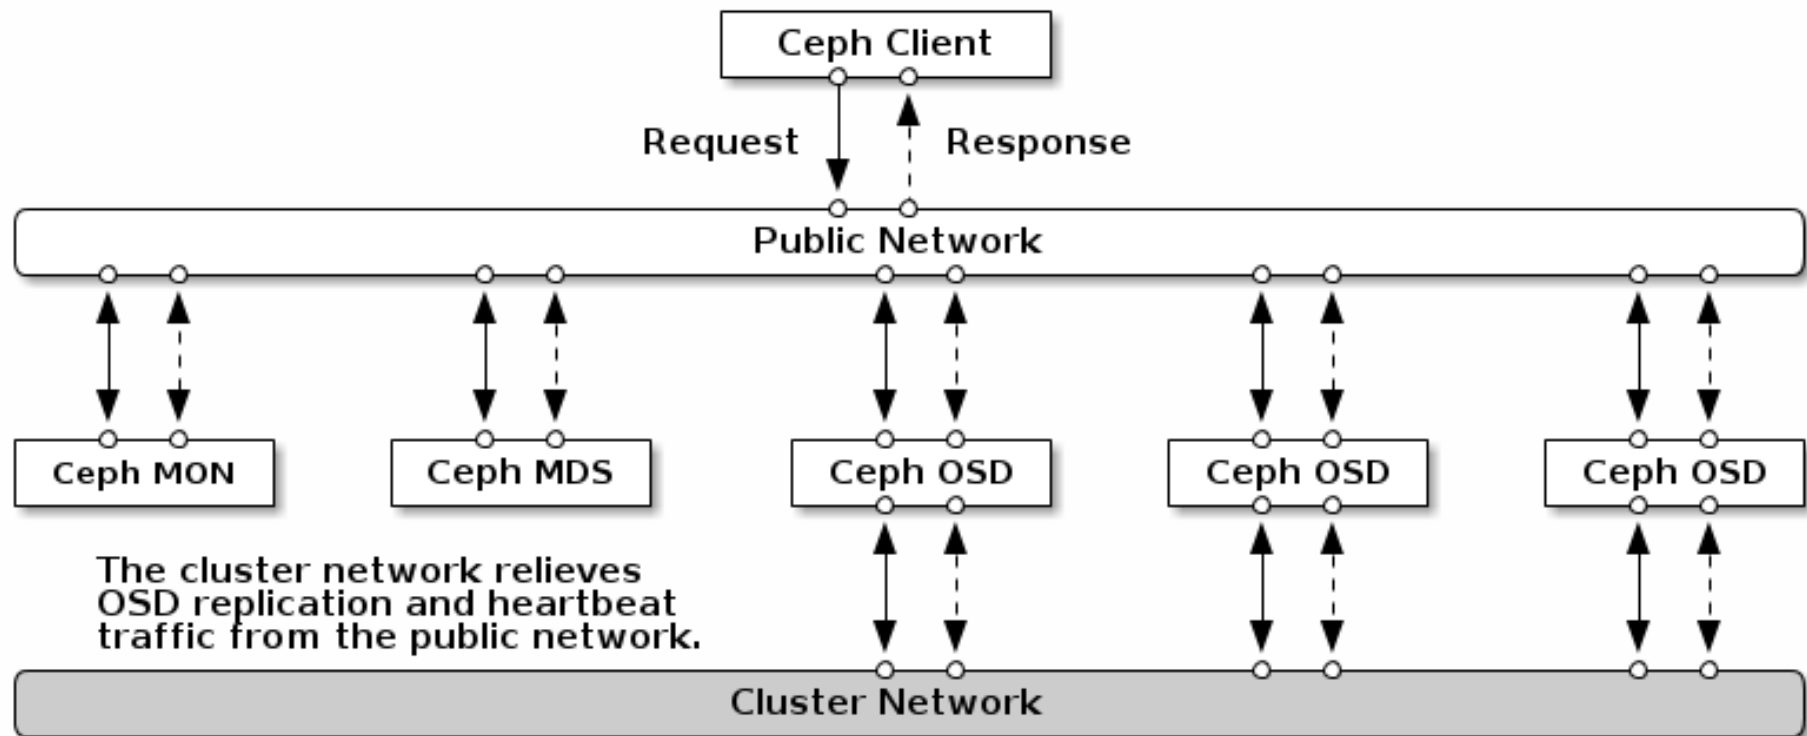 Ceph Client
Request
Response
Public Network
Ceph MON
Ceph MDS
Ceph OSD
Ceph OSD
Ceph OSD
The cluster network relieves
OSD replication and heartbeat
traffic from the public network.
Cluster Network